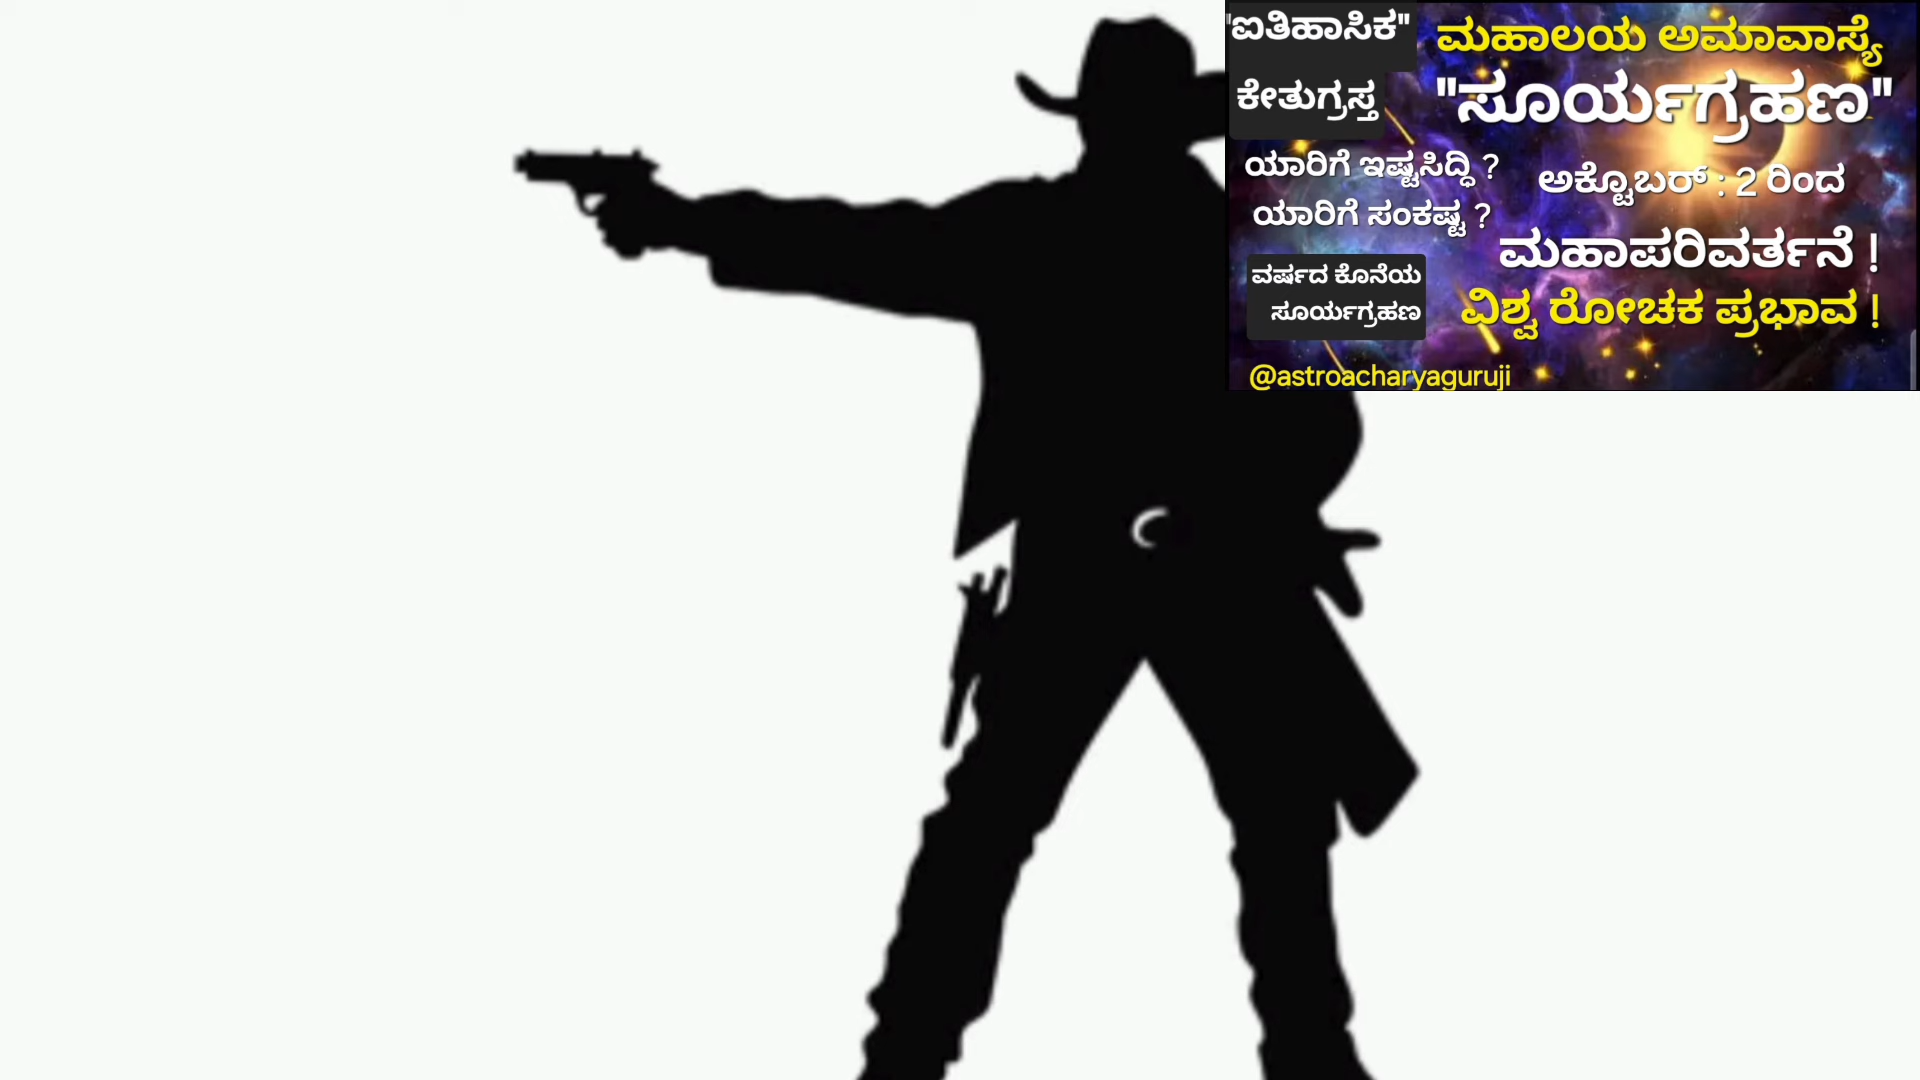 "ಐತಿಹಾಸಿಕ"
ಕೇತುಗ್ರಸ್ತ
ಮಹಾಲಯ ಅಮಾವಾಸ್ಯೆ
"ಸೂರ್ಯಗ್ರಹಣ"
ಯಾರಿಗೆ ಇಷ್ಟಸಿದ್ಧಿ ?
ಯಾರಿಗೆ ಸಂಕಷ್ಟ ?
ಅಕ್ಟೊಬರ್ : 2 ರಿಂದ
ಮಹಾಪರಿವರ್ತನೆ !
ವರ್ಷದ ಕೊನೆಯ
ಸೂರ್ಯಗ್ರಹಣ
ವಿಶ್ವ ರೋಚಕ ಪ್ರಭಾವ !
@astroacharyaguruji